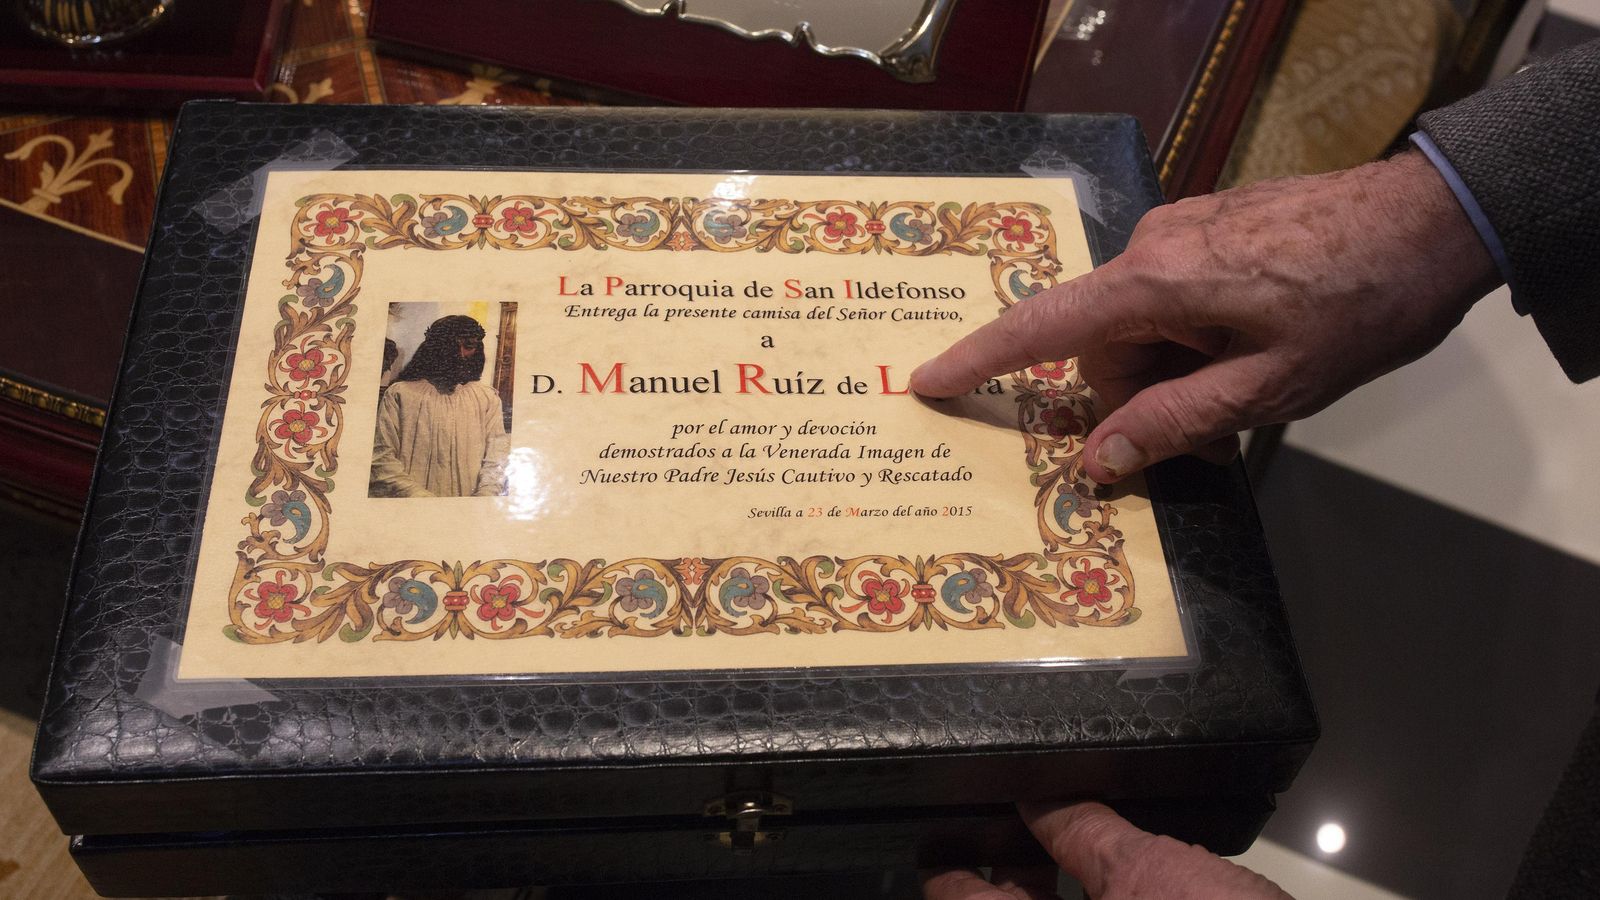 La Parroquia de San Ildefonso
Entrega la presente camisa del Señor Cautivo,
a
D. Manuel Ruíz de
por el amor y devoción
demostrados a la Venerada Imagen de
Nuestro Padre Jesús Cautivo y Rescatado
Sevilla a 23 de Marzo del año 2015